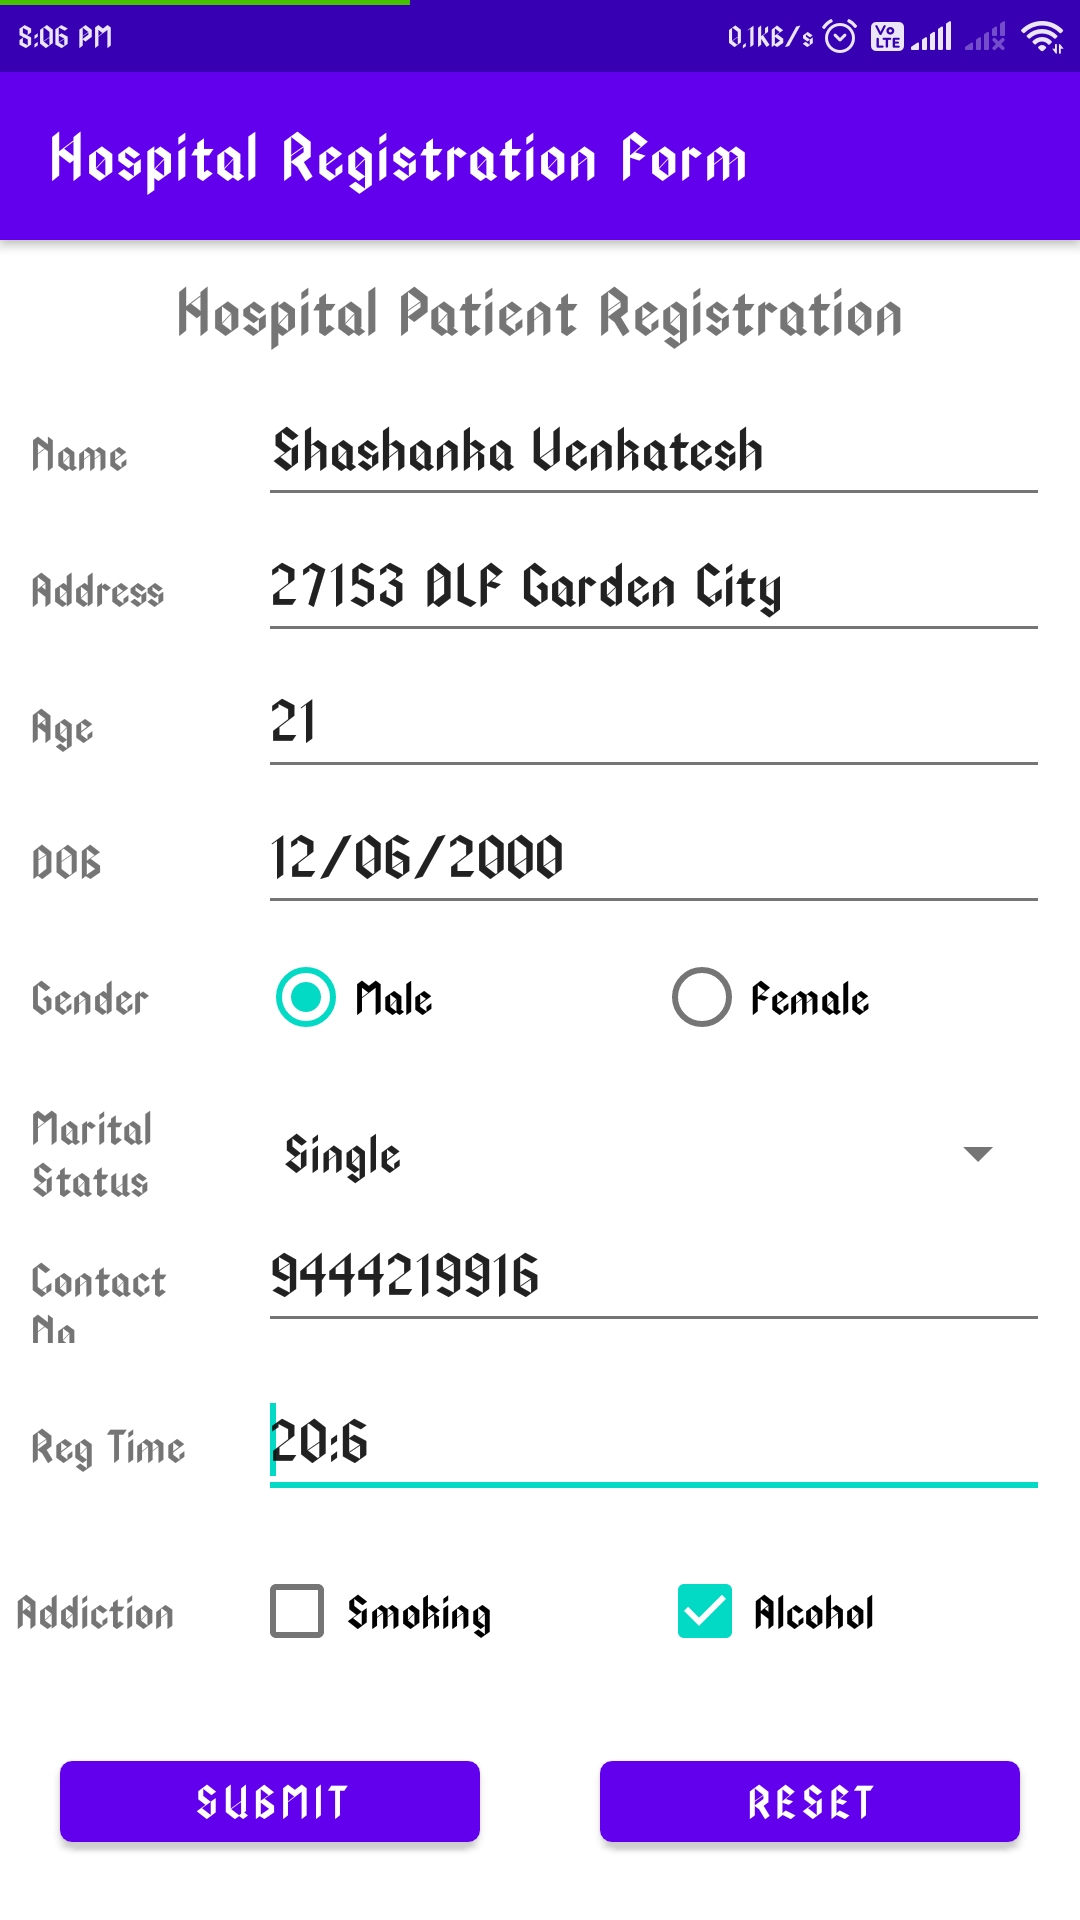 8:06 PM 0.1KB/s Vo LTE
Hospital Registration Form
Hospital Patient Registration
Name Shashanka Venkatesh
Address 27153 DLF Garden City
Age 21
DOB 12/06/2000
Gender Male Female
Marital
Status Single
Contact 9444219916
No
Reg Time 20:6
Addiction Smoking Alcohol
SUBMIT RESET